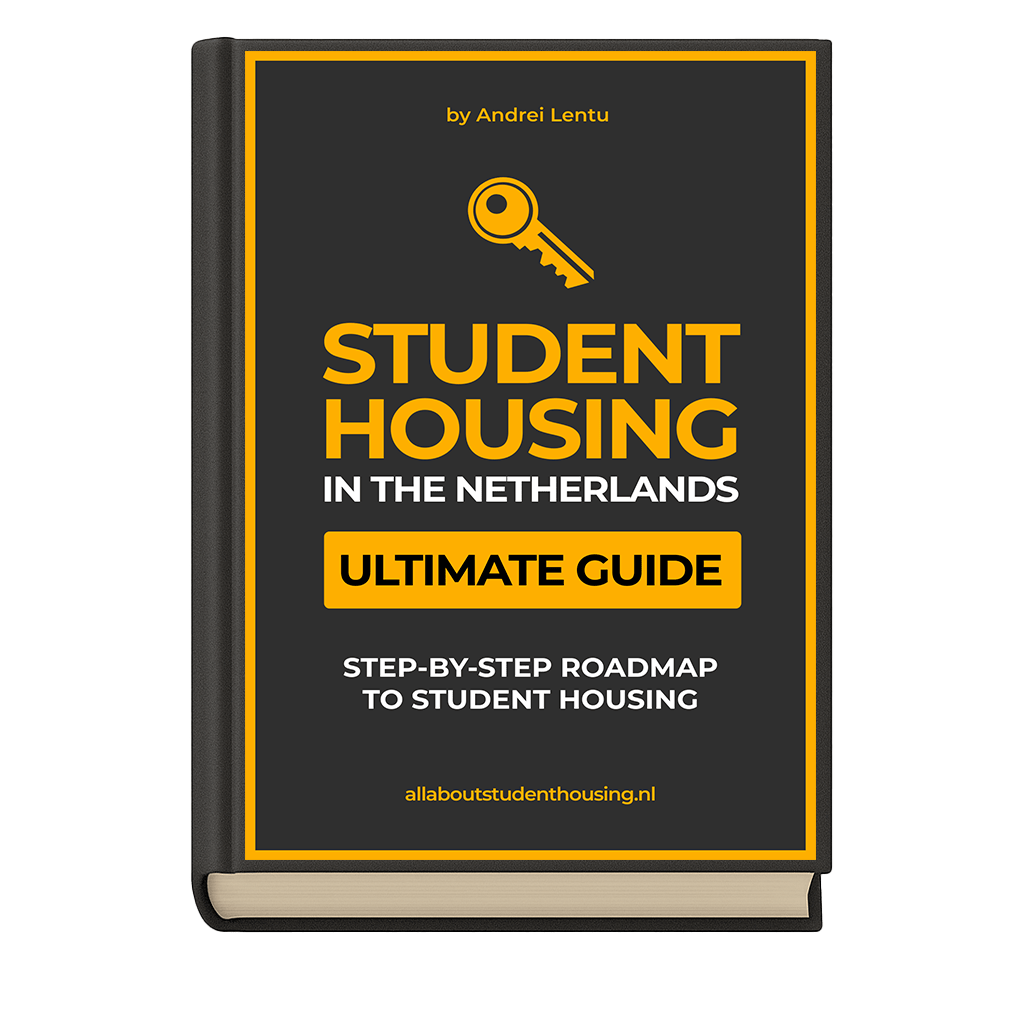 by Andrei Lentu
STUDENT
HOUSING
IN THE NETHERLANDS
ULTIMATE GUIDE
STEP-BY-STEP ROADMAP
TO STUDENT HOUSING
allaboutstudenthousing.nl